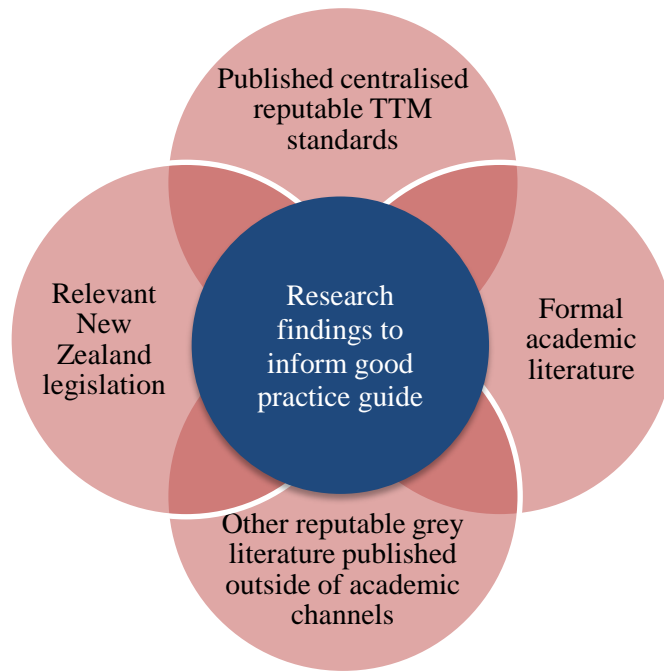 Published centralised
reputable TTM
standards
Relevant
New
Zealand
legislation
Research
findings to
inform good
practice guide
Formal
academic
literature
Other reputable grey
literature published
outside of academic
channels